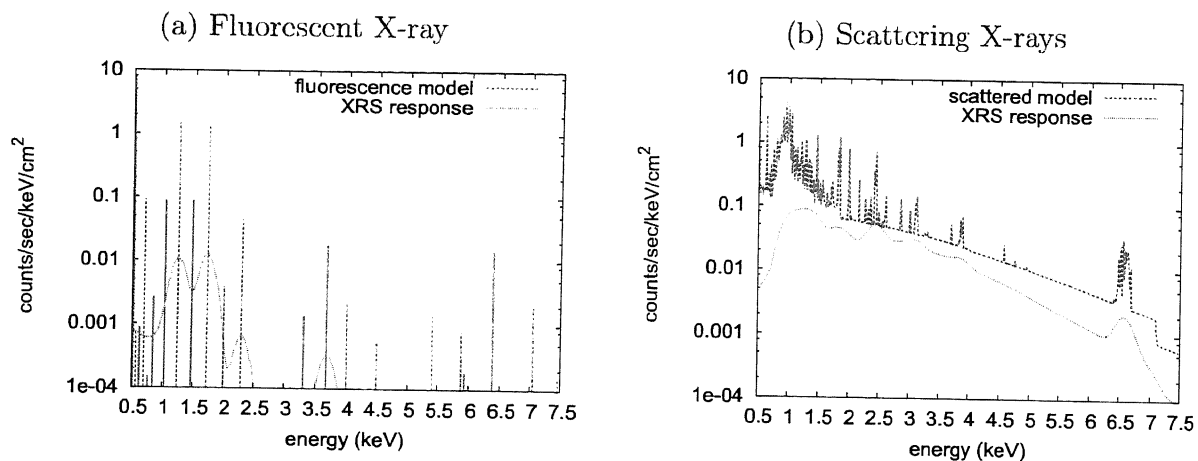 (a) Fluorescent X-ray
10
1
0.1
0.01
0.001
1e-04
counts/sec/keV/cm²
fluorescence model
XRS response
0.5 1 1.5 2 2.5 3 3.5 4 4.5 5 5.5 6 6.5 7 7.5
energy (keV)
(b) Scattering X-rays
10
1
0.1
0.01
0.001
1e-04
counts/sec/keV/cm²
scattered model
XRS response
0.5 1 1.5 2 2.5 3 3.5 4 4.5 5 5.5 6 6.5 7 7.5
energy (keV)